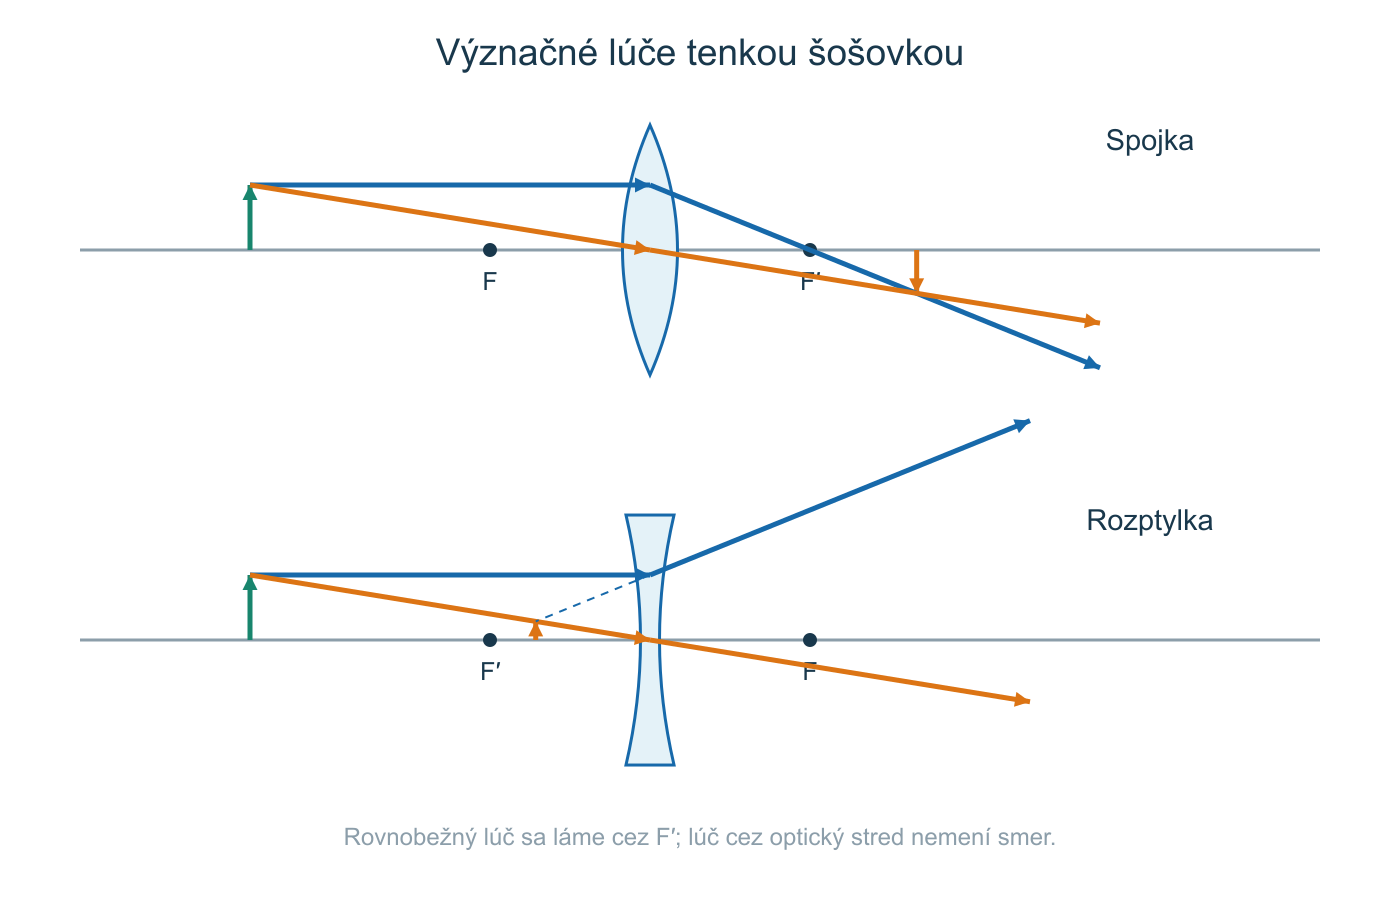 Význačné lúče tenkou šošovkou
Spojka
F
F′
Rozptylka
F′
F
Rovnobežný lúč sa láme cez F′; lúč cez optický stred nemení smer.